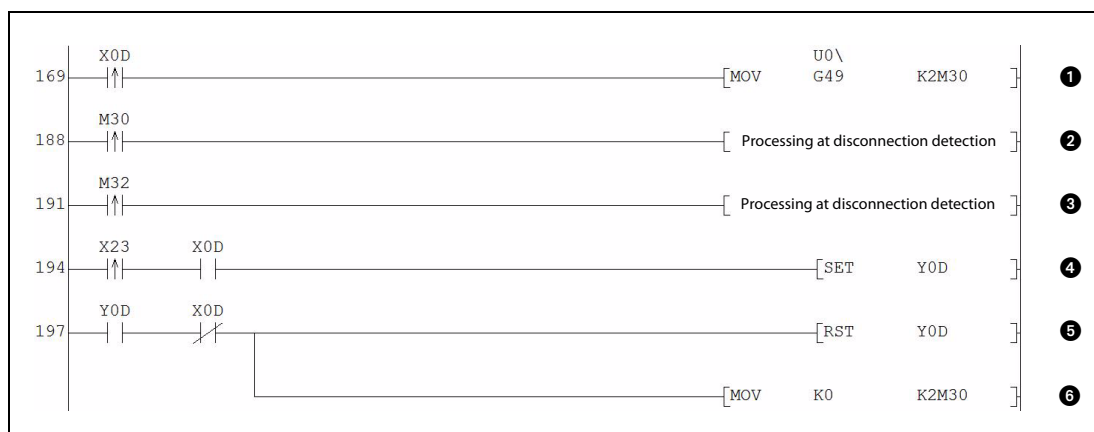 X0D U0\
169 MOV G49 K2M30 ❶
M30
188 Processing at disconnection detection ❷
M32
191 Processing at disconnection detection ❸
X23 X0D
194 SET Y0D ❹
Y0D X0D
197 RST Y0D ❺
MOV K0 K2M30 ❻